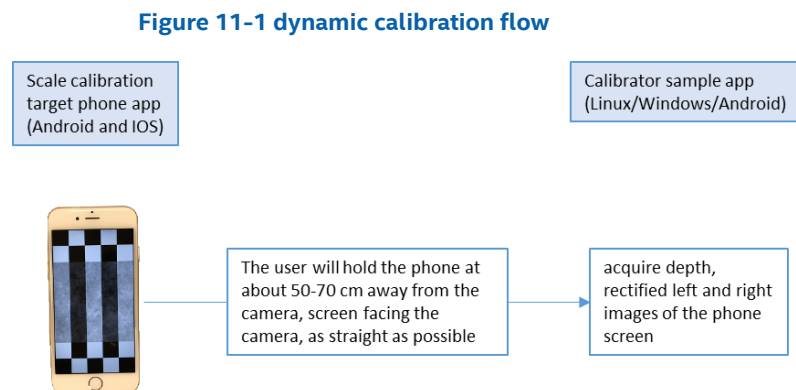 Figure 11-1 dynamic calibration flow
Scale calibration
target phone app
(Android and IOS)
Calibrator sample app
(Linux/Windows/Android)
The user will hold the phone at
about 50-70 cm away from the
camera, screen facing the
camera, as straight as possible
acquire depth,
rectified left and right
images of the phone
screen